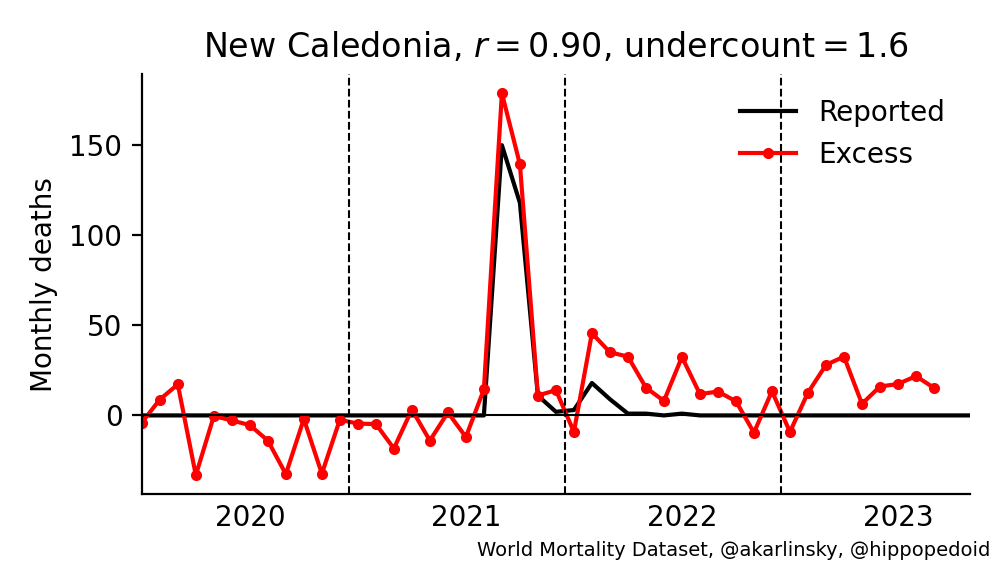 New Caledonia, r = 0.90, undercount = 1.6
Reported
Excess
Monthly deaths
150
100
50
0
2020 2021 2022 2023
World Mortality Dataset, @akarlinsky, @hippopedoid